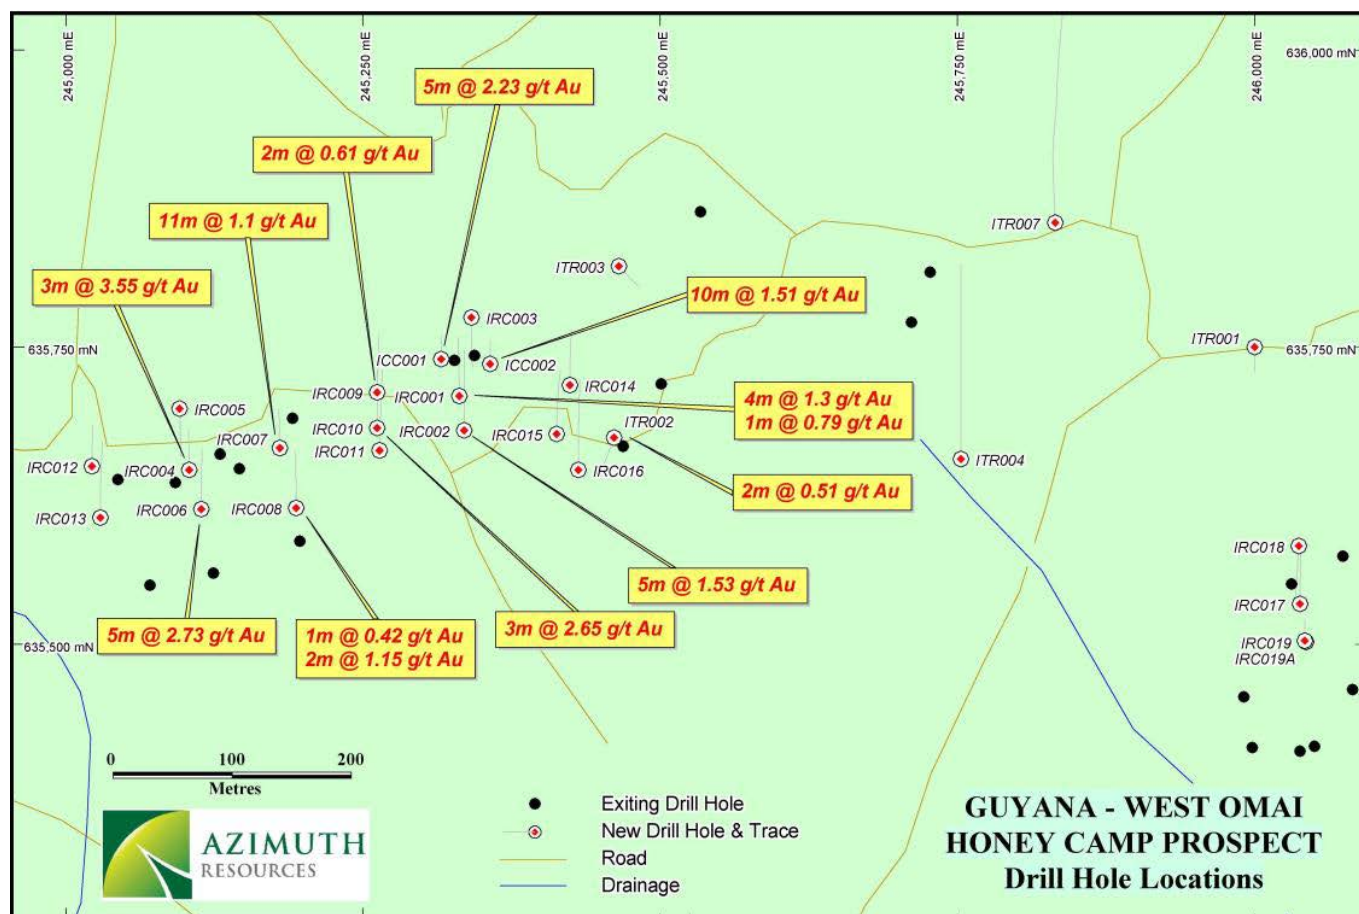 245,000 mE
245,250 mE
245,500 mE
245,750 mE
246,000 mE
636,000 mN
5m @ 2.23 g/t Au
2m @ 0.61 g/t Au
11m @ 1.1 g/t Au
ITR007
ITR003
3m @ 3.55 g/t Au
10m @ 1.51 g/t Au
IRC003
635,750 mN
ICC001
ICC002
ITR001
635,750 mN
IRC009
IRC001
IRC014
4m @ 1.3 g/t Au
1m @ 0.79 g/t Au
IRC005
IRC010
IRC002
IRC015
ITR002
IRC007
IRC011
IRC012
IRC004
IRC016
ITR004
2m @ 0.51 g/t Au
IRC013
IRC006
IRC008
IRC018
5m @ 1.53 g/t Au
IRC017
5m @ 2.73 g/t Au
1m @ 0.42 g/t Au
2m @ 1.15 g/t Au
3m @ 2.65 g/t Au
635,500 mN
IRC019
IRC019A
0 100 200
Metres
AZIMUTH
RESOURCES
Exiting Drill Hole
New Drill Hole & Trace
Road
Drainage
GUYANA - WEST OMAI
HONEY CAMP PROSPECT
Drill Hole Locations